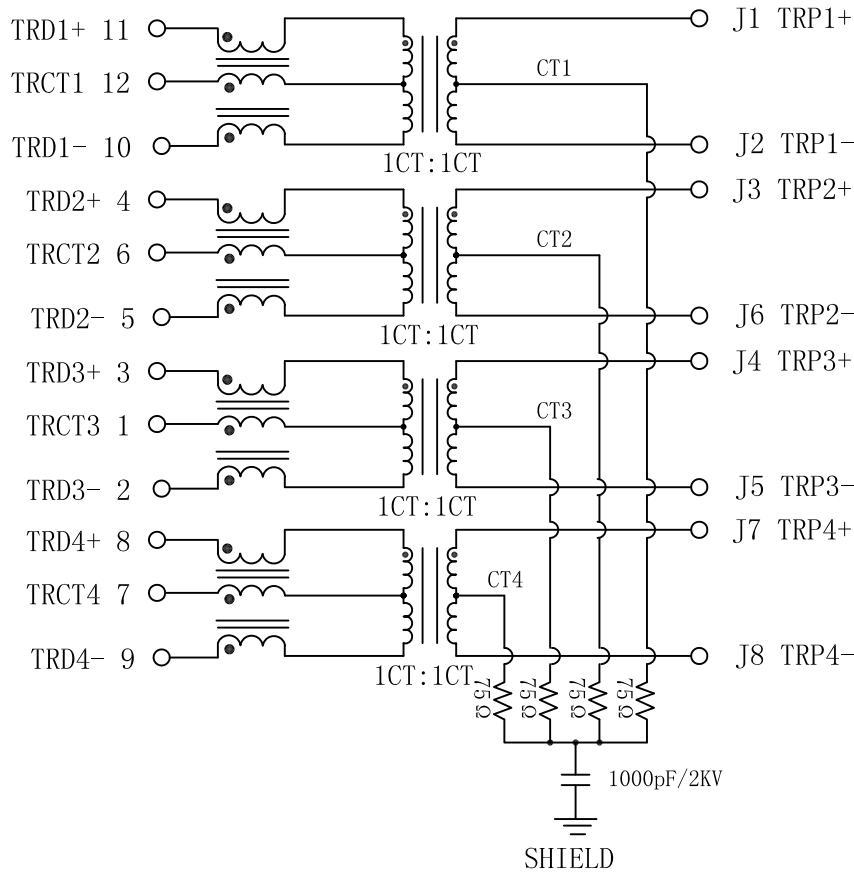 TRD1+ 11
J1 TRP1+
TRCT1 12
CT1
TRD1- 10
J2 TRP1-
1CT:1CT
TRD2+ 4
J3 TRP2+
TRCT2 6
CT2
TRD2- 5
J6 TRP2-
1CT:1CT
TRD3+ 3
J4 TRP3+
TRCT3 1
CT3
TRD3- 2
J5 TRP3-
1CT:1CT
TRD4+ 8
J7 TRP4+
TRCT4 7
CT4
TRD4- 9
J8 TRP4-
1CT:1CT
75Ω
75Ω
75Ω
75Ω
1000pF/2KV
SHIELD